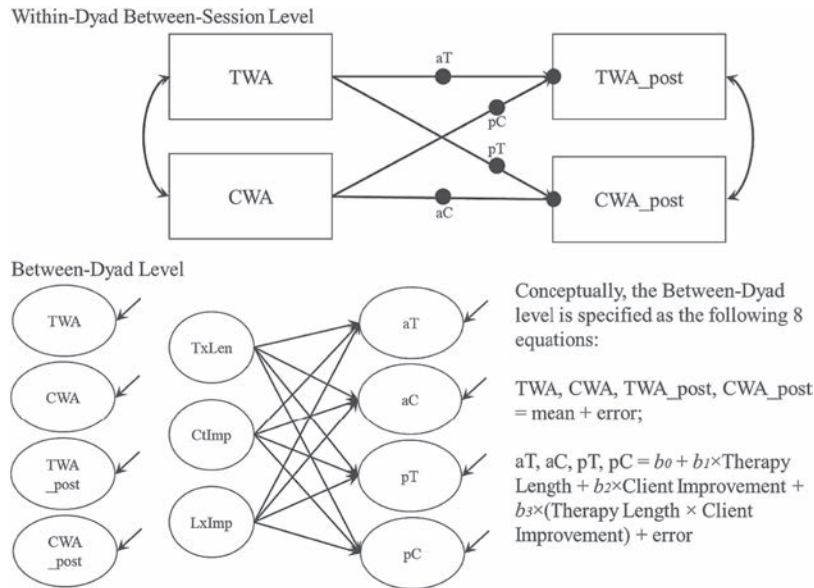 Within-Dyad Between-Session Level
TWA
aT
TWA_post
pC
pT
CWA
aC
CWA_post
Between-Dyad Level
TWA
CWA
TWA
_post
CWA
_post
TxLen
CtImp
LxImp
aT
aC
pT
pC
Conceptually, the Between-Dyad
level is specified as the following 8
equations:
TWA, CWA, TWA_post, CWA_post
= mean + error;
aT, aC, pT, pC = b0 + b1×Therapy
Length + b2×Client Improvement +
b3×(Therapy Length × Client
Improvement) + error